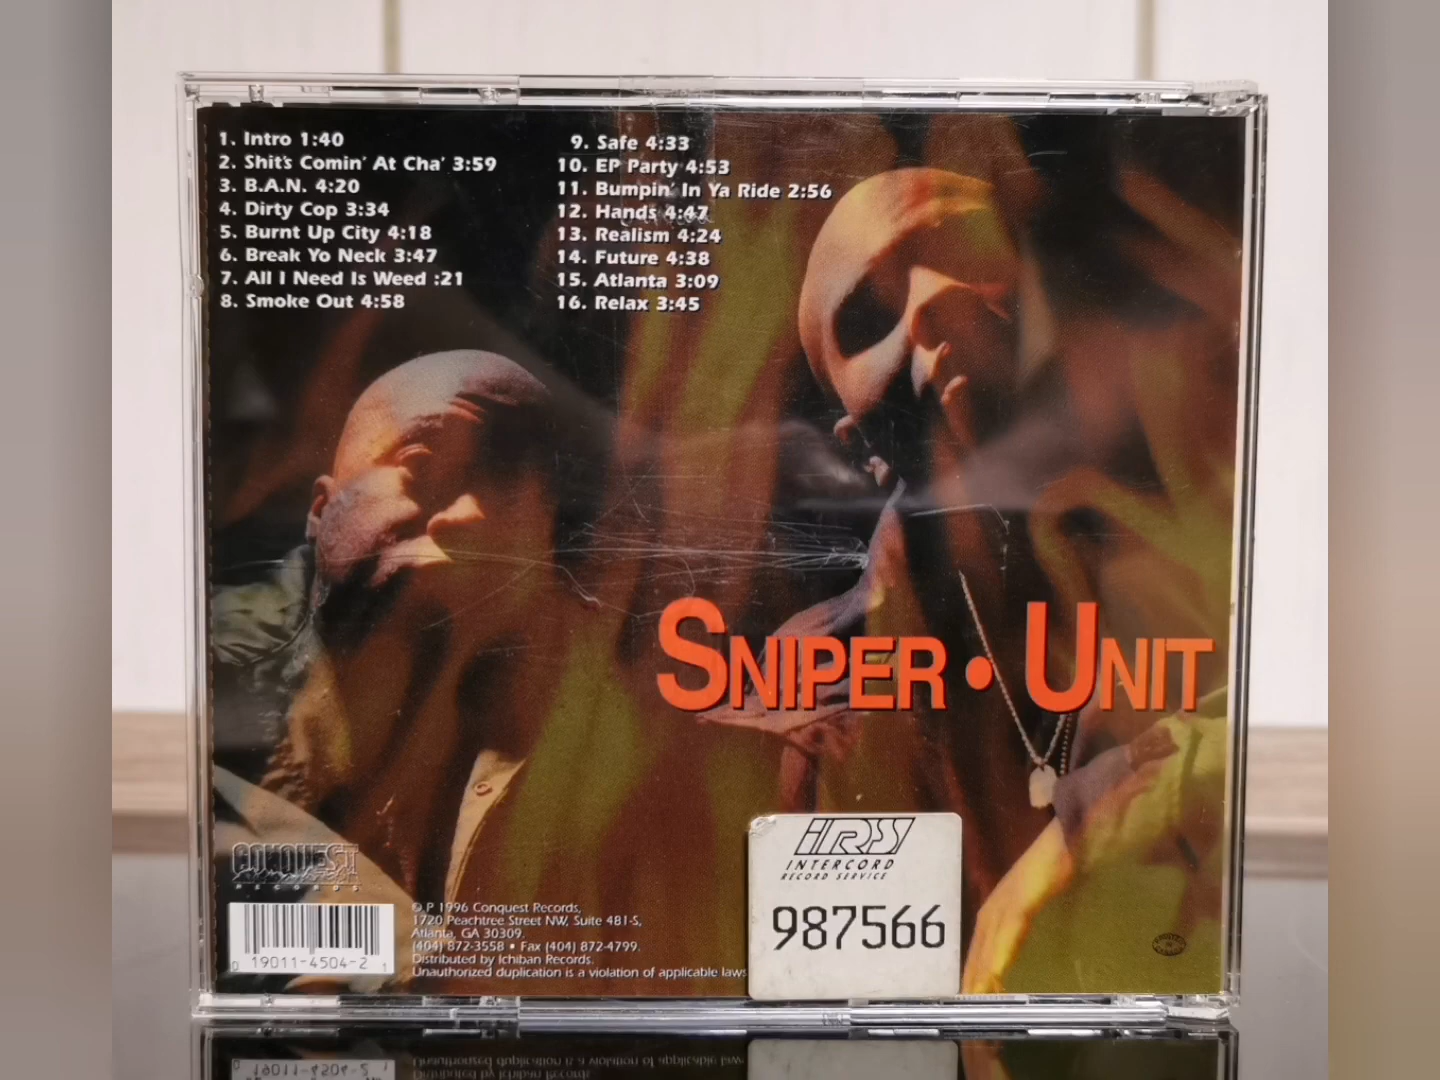 1. Intro 1:40
2. Shit's Comin' At Cha' 3:59
3. B.A.N. 4:20
4. Dirty Cop 3:34
5. Burnt Up City 4:18
6. Break Yo Neck 3:47
7. All I Need Is Weed :21
8. Smoke Out 4:58
9. Safe 4:33
10. EP Party 4:53
11. Bumpin' In Ya Ride 2:56
12. Hands 4:47
13. Realism 4:24
14. Future 4:38
15. Atlanta 3:09
16. Relax 3:45
SNIPER • UNIT
CONQUEST
RECORDS
0 19011-4504-2 1
© P 1996 Conquest Records,
1720 Peachtree Street NW, Suite 481-S,
Atlanta, GA 30309.
(404) 872-3558 • Fax (404) 872-4799.
Distributed by Ichiban Records.
Unauthorized duplication is a violation of applicable laws
IRS
INTERCORD
RECORD SERVICE
987566